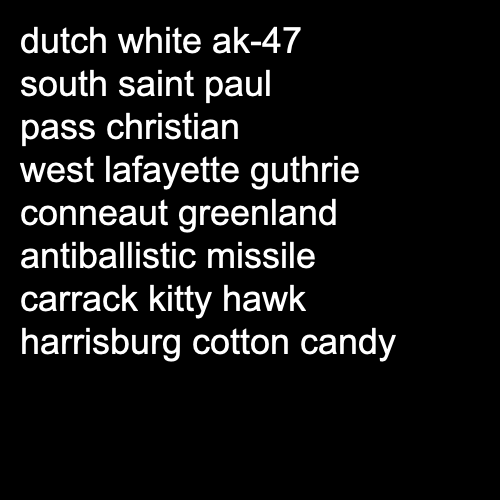 dutch white ak-47
south saint paul
pass christian
west lafayette guthrie
conneaut greenland
antiballistic missile
carrack kitty hawk
harrisburg cotton candy